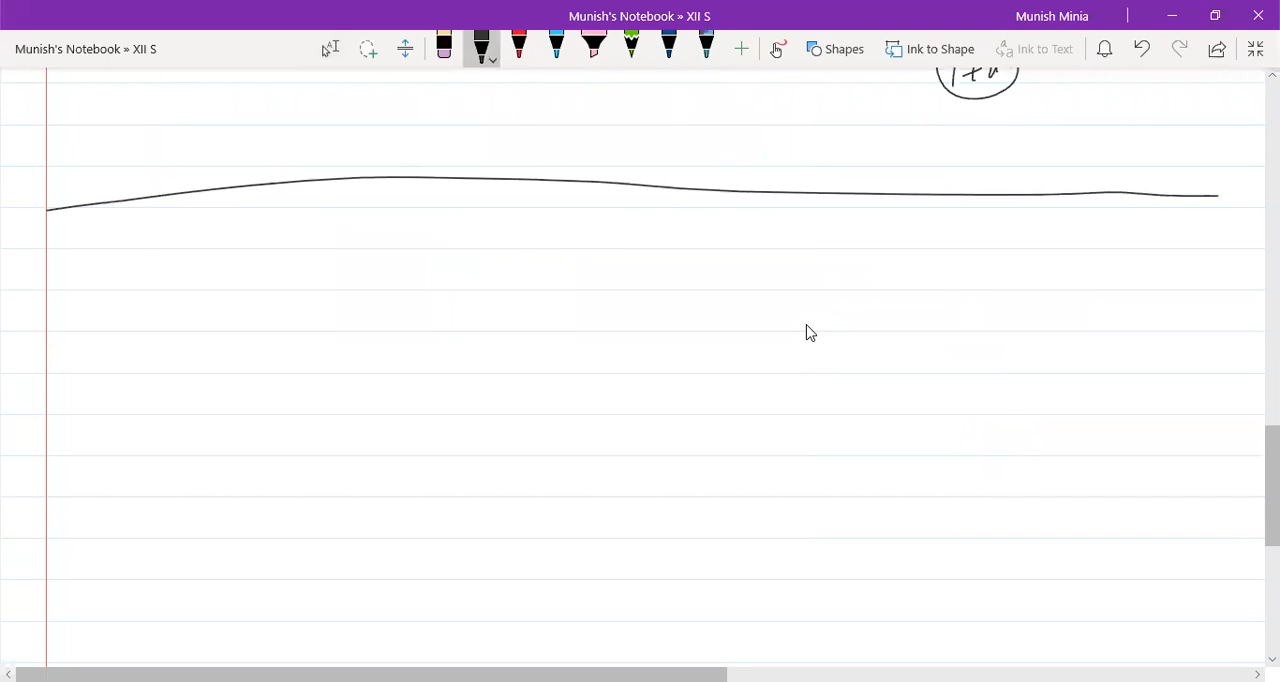 Munish's Notebook » XII S
Munish Minia
Munish's Notebook » XII S
Shapes
Ink to Shape
Ink to Text